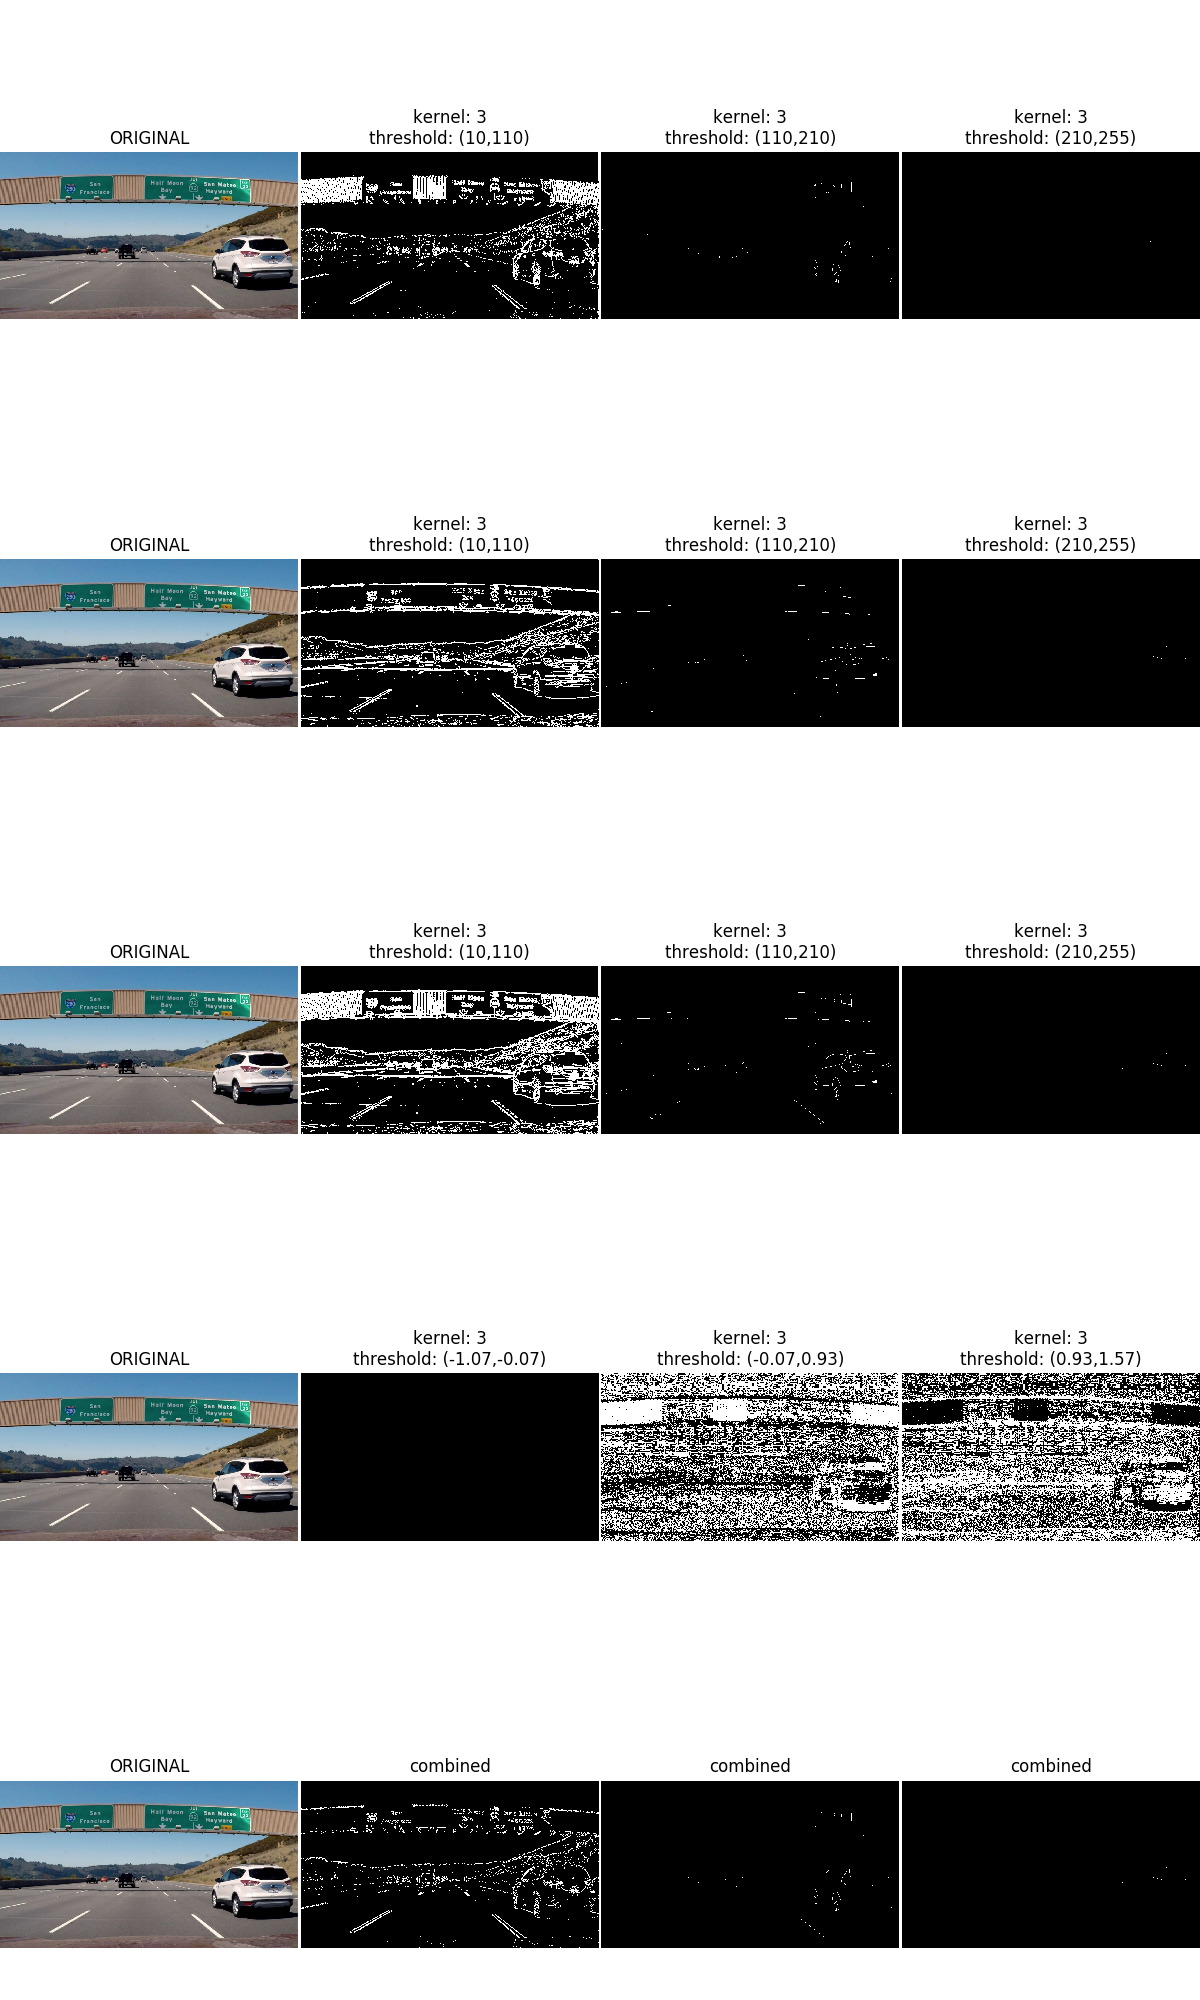 ORIGINAL
kernel: 3
threshold: (10,110)
kernel: 3
threshold: (110,210)
kernel: 3
threshold: (210,255)
San
Francisco
Half Moon
Bay
San Mateo
Hayward
ORIGINAL
kernel: 3
threshold: (10,110)
kernel: 3
threshold: (110,210)
kernel: 3
threshold: (210,255)
San
Francisco
Half Moon
Bay
San Mateo
Hayward
ORIGINAL
kernel: 3
threshold: (10,110)
kernel: 3
threshold: (110,210)
kernel: 3
threshold: (210,255)
San
Francisco
Half Moon
Bay
San Mateo
Hayward
ORIGINAL
kernel: 3
threshold: (-1.07,-0.07)
kernel: 3
threshold: (-0.07,0.93)
kernel: 3
threshold: (0.93,1.57)
San
Francisco
Half Moon
Bay
San Mateo
Hayward
ORIGINAL
combined
combined
combined
San
Francisco
Half Moon
Bay
San Mateo
Hayward